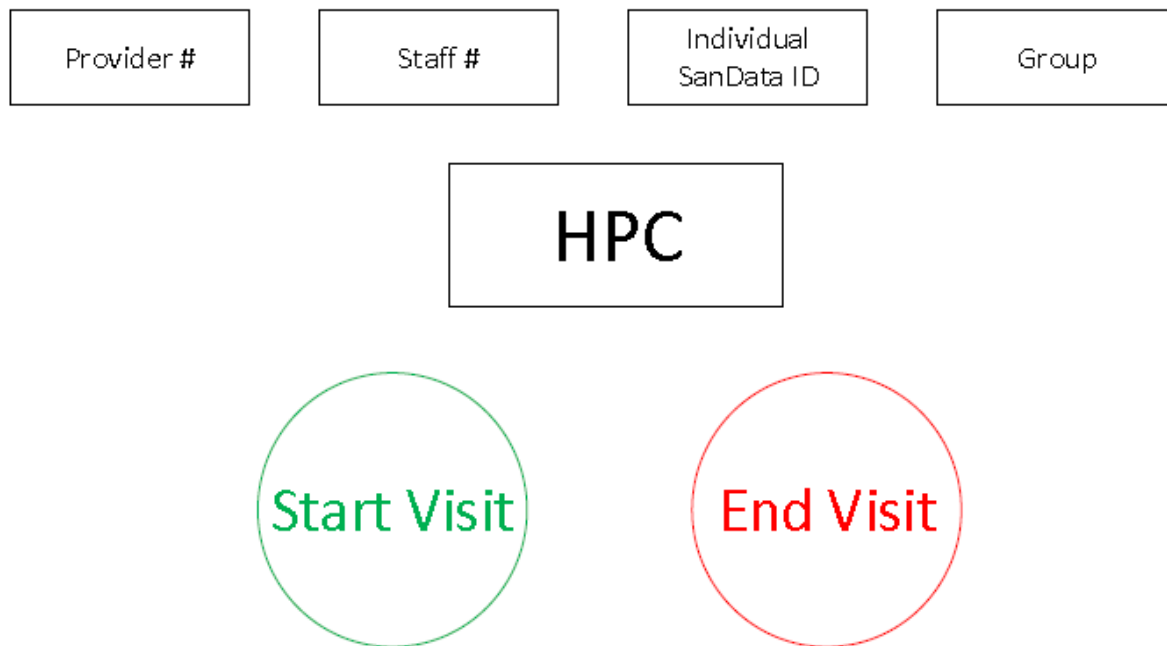 Provider #
Staff #
Individual
SanData ID
Group
HPC
Start Visit
End Visit